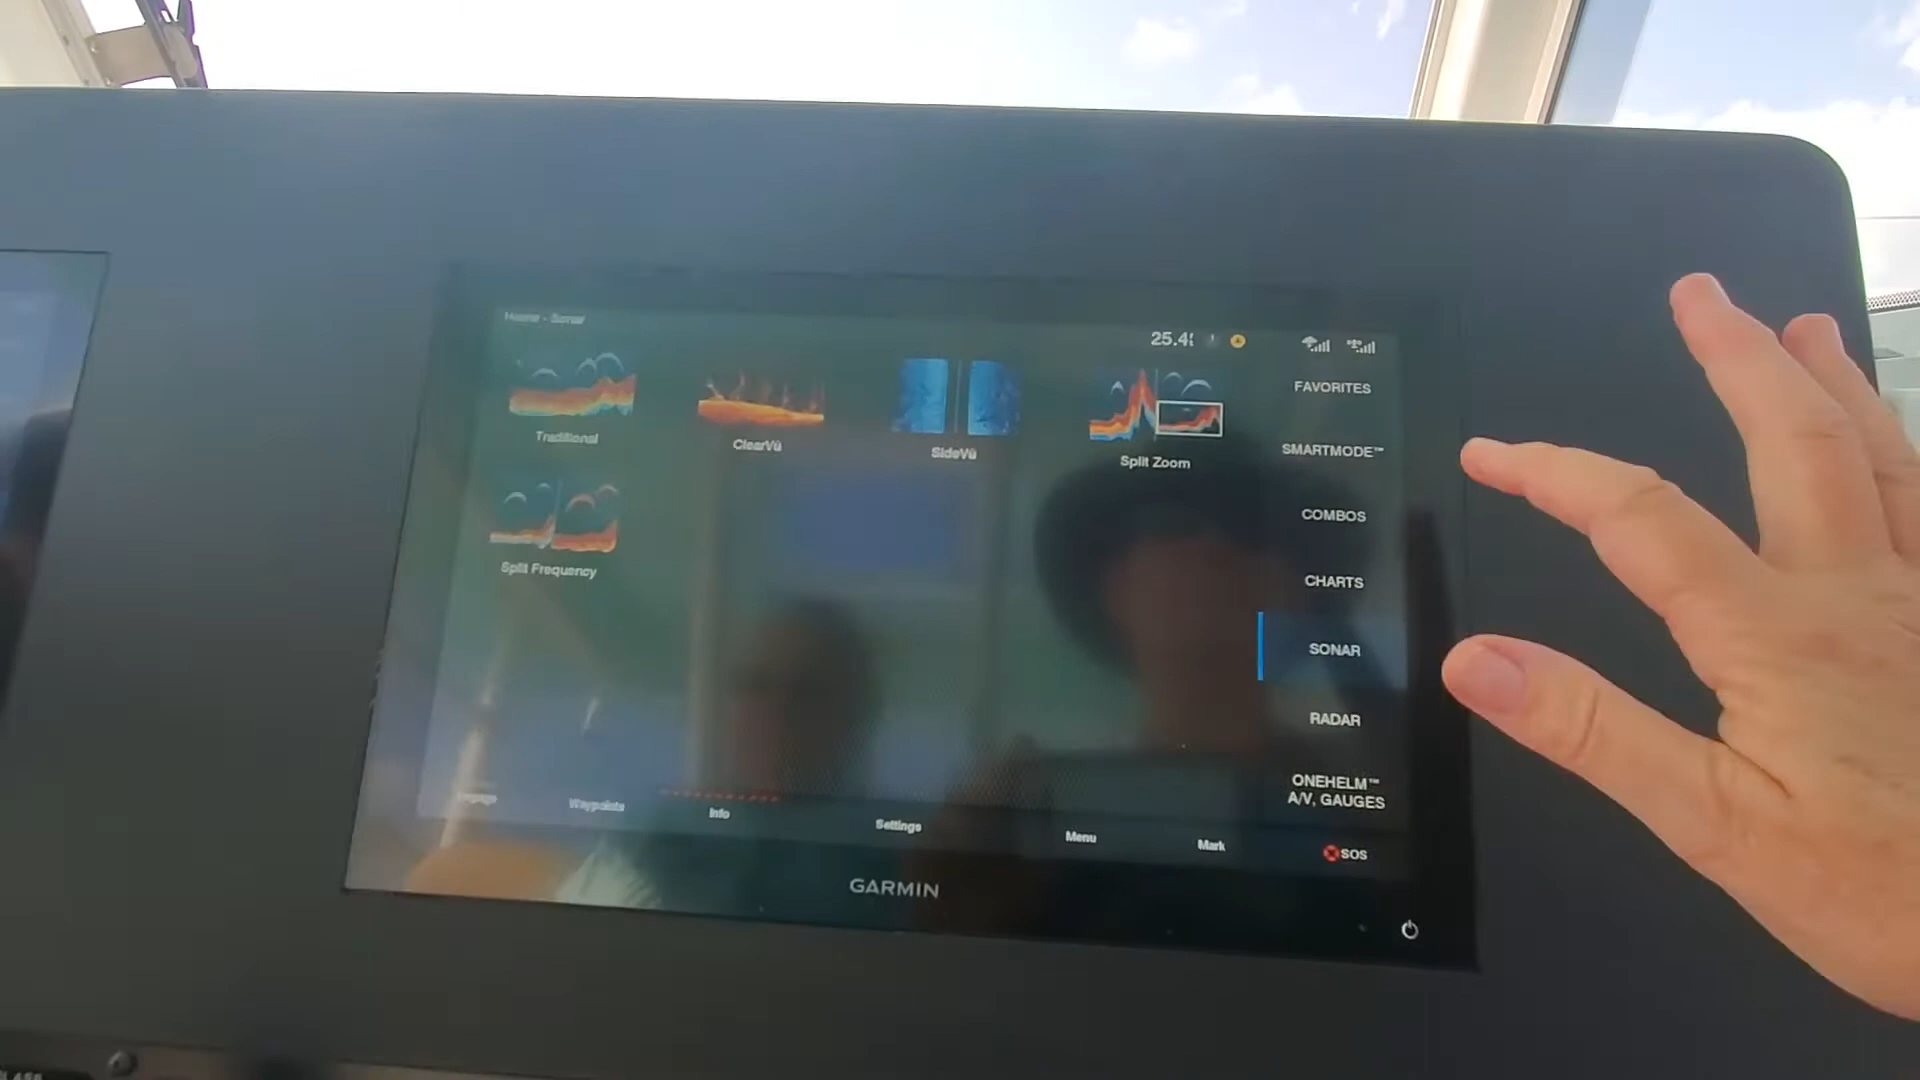 Home - Sonar
25.4 ft
FAVORITES
Traditional
ClearVü
SideVü
Split Zoom
SMARTMODE™
COMBOS
Split Frequency
CHARTS
SONAR
RADAR
ONEHELM™
A/V, GAUGES
Waypoints
Info
Settings
Menu
Mark
SOS
GARMIN